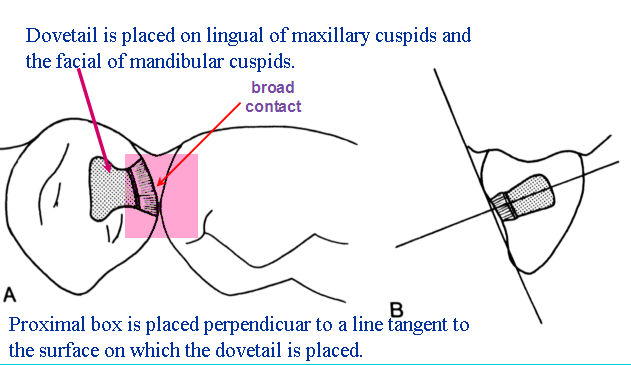 Dovetail is placed on lingual of maxillary cuspids and
the facial of mandibular cuspids.
broad
contact
A
B
Proximal box is placed perpendicuar to a line tangent to
the surface on which the dovetail is placed.